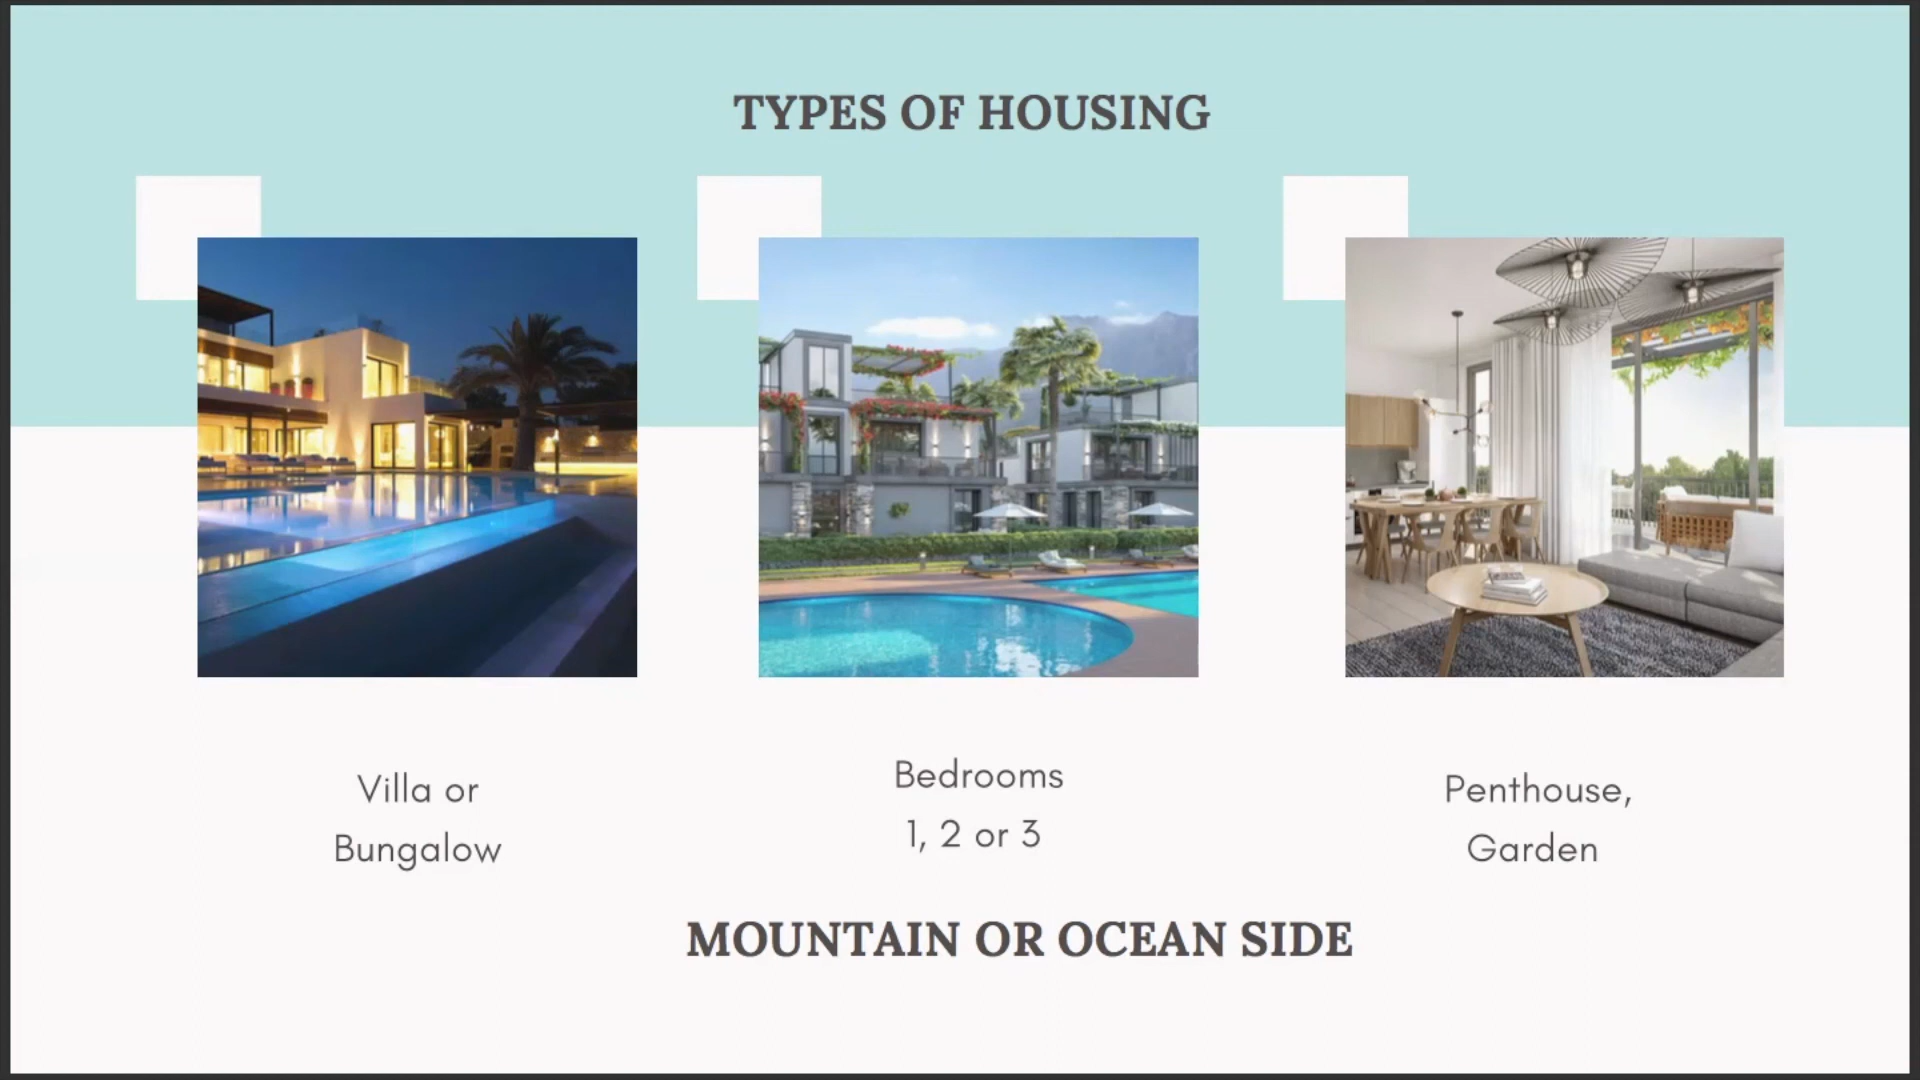 TYPES OF HOUSING
Villa or
Bungalow
Bedrooms
1, 2 or 3
Penthouse,
Garden
MOUNTAIN OR OCEAN SIDE